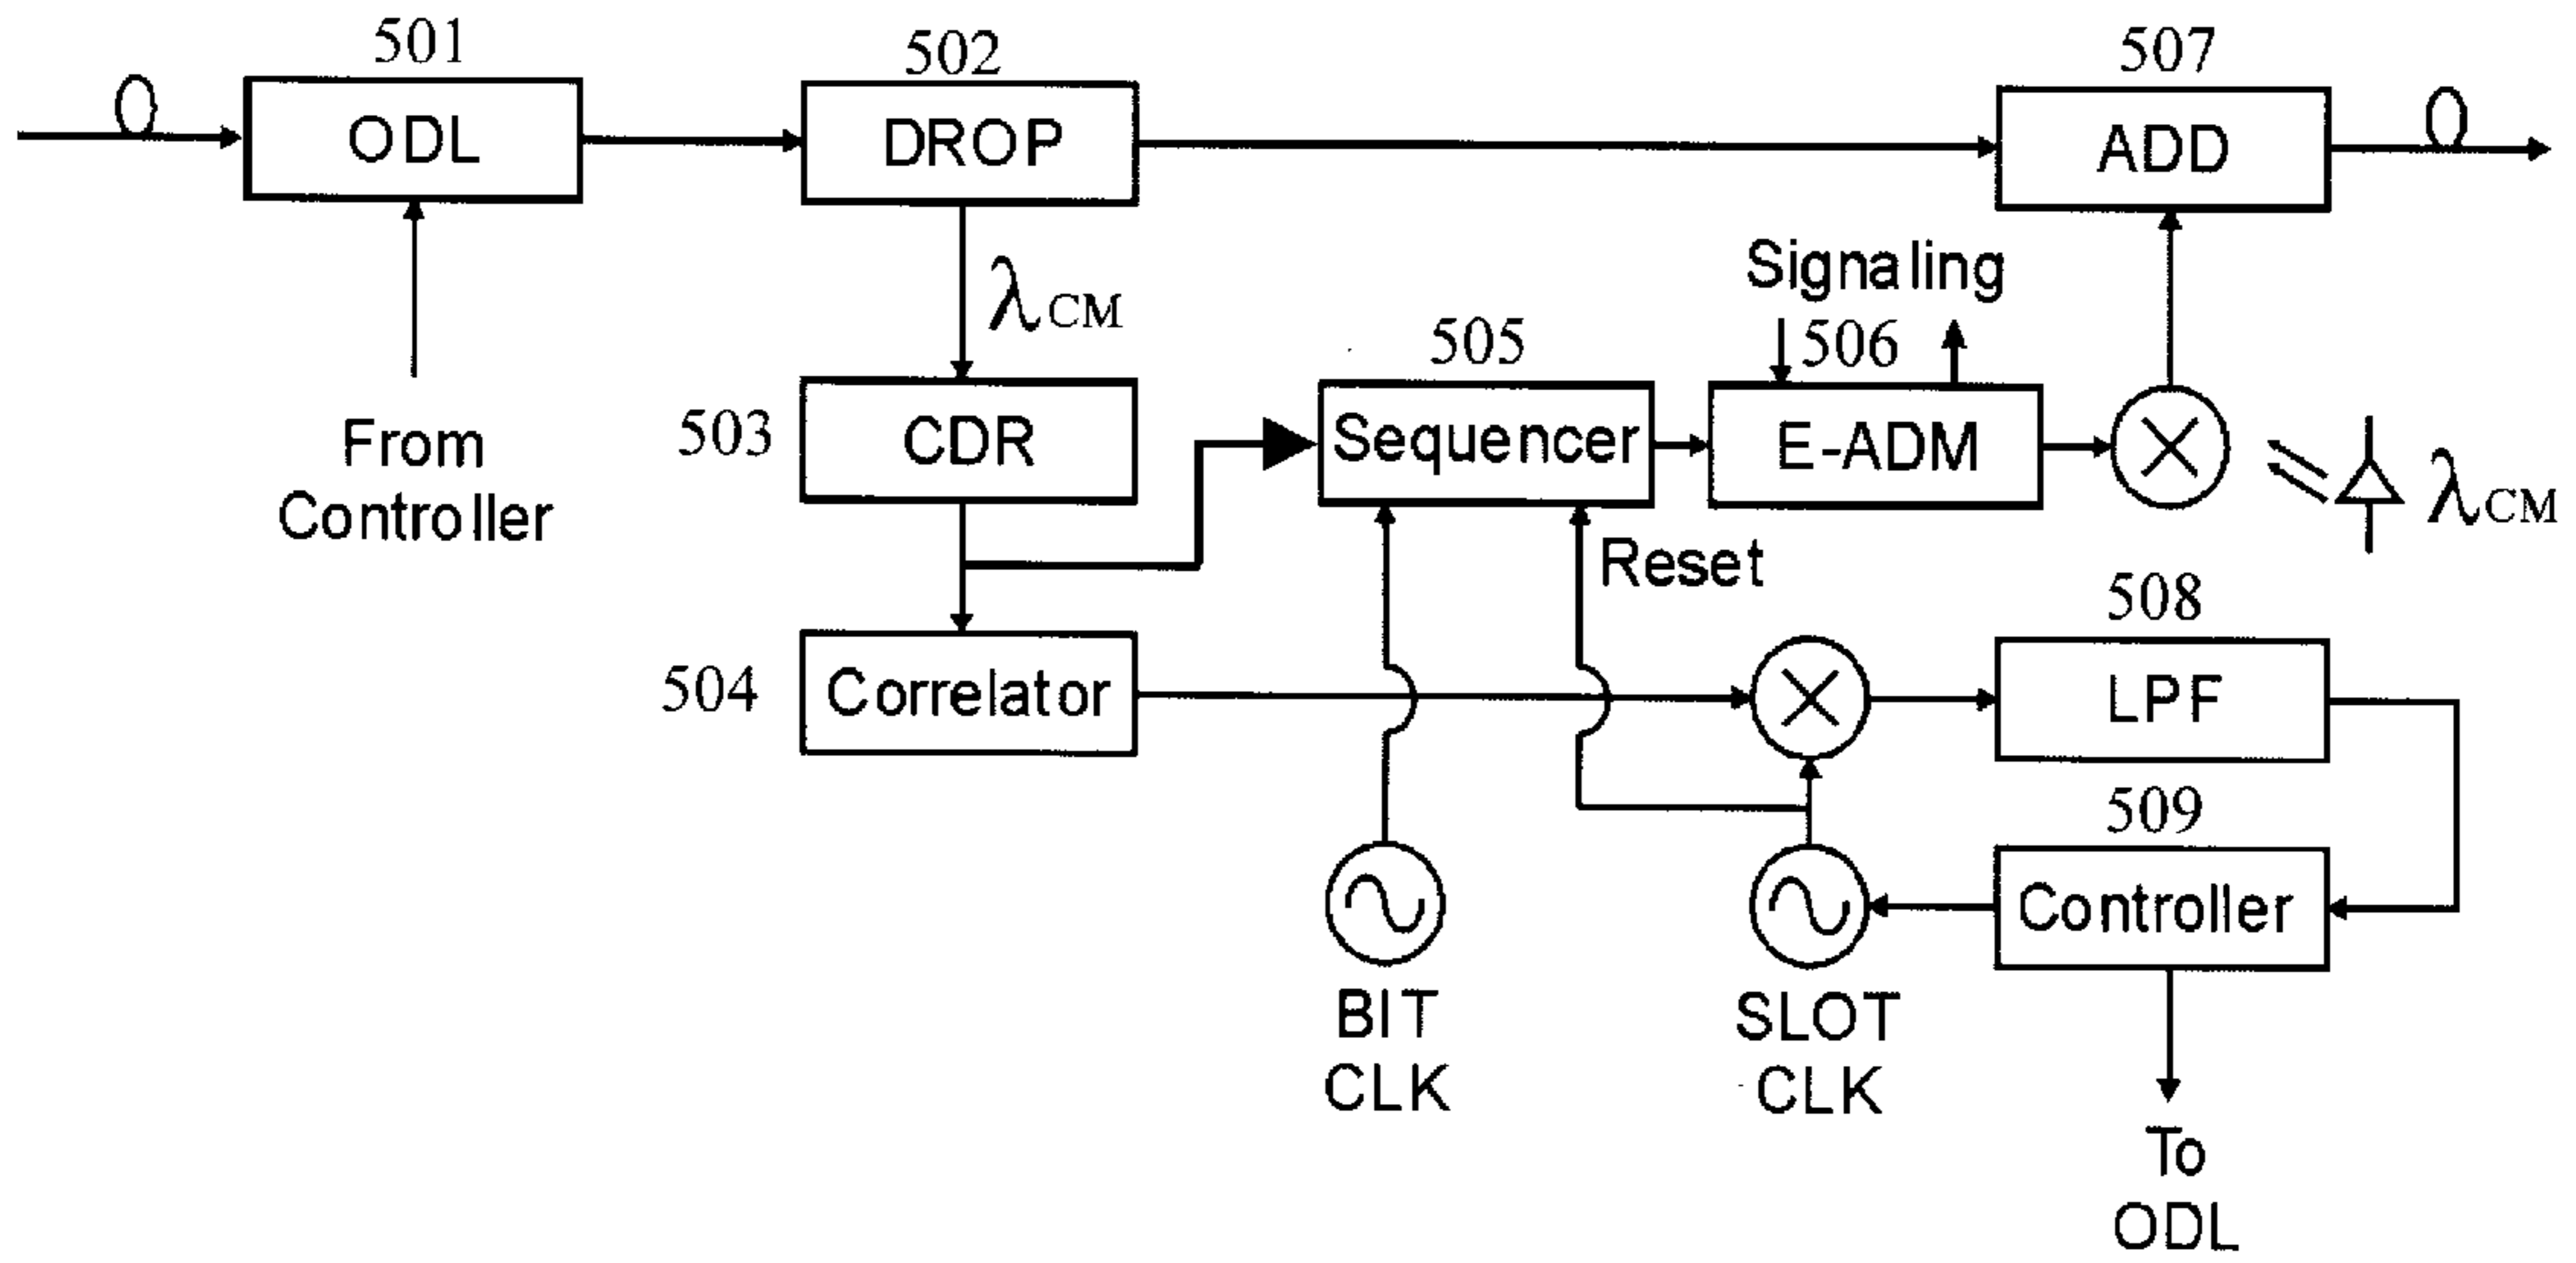 501
502
507
ODL
DROP
ADD
λCM
Signaling
505
506
From
Controller
503
CDR
Sequencer
E-ADM
λCM
Reset
508
504
Correlator
LPF
509
Controller
BIT
CLK
SLOT
CLK
To
ODL